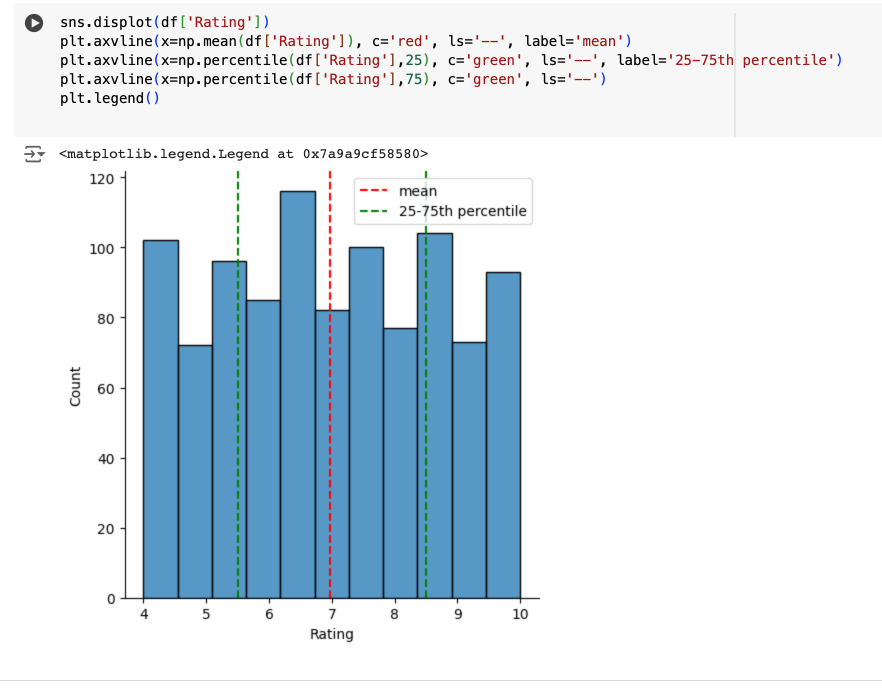 sns.displot(df['Rating'])
plt.axvline(x=np.mean(df['Rating']), c='red', ls='--', label='mean')
plt.axvline(x=np.percentile(df['Rating'],25), c='green', ls='--', label='25-75th percentile')
plt.axvline(x=np.percentile(df['Rating'],75), c='green', ls='--')
plt.legend()
<matplotlib.legend.Legend at 0x7a9a9cf58580>
120
100
80
60
40
20
0
Count
mean
25-75th percentile
4 5 6 7 8 9 10
Rating